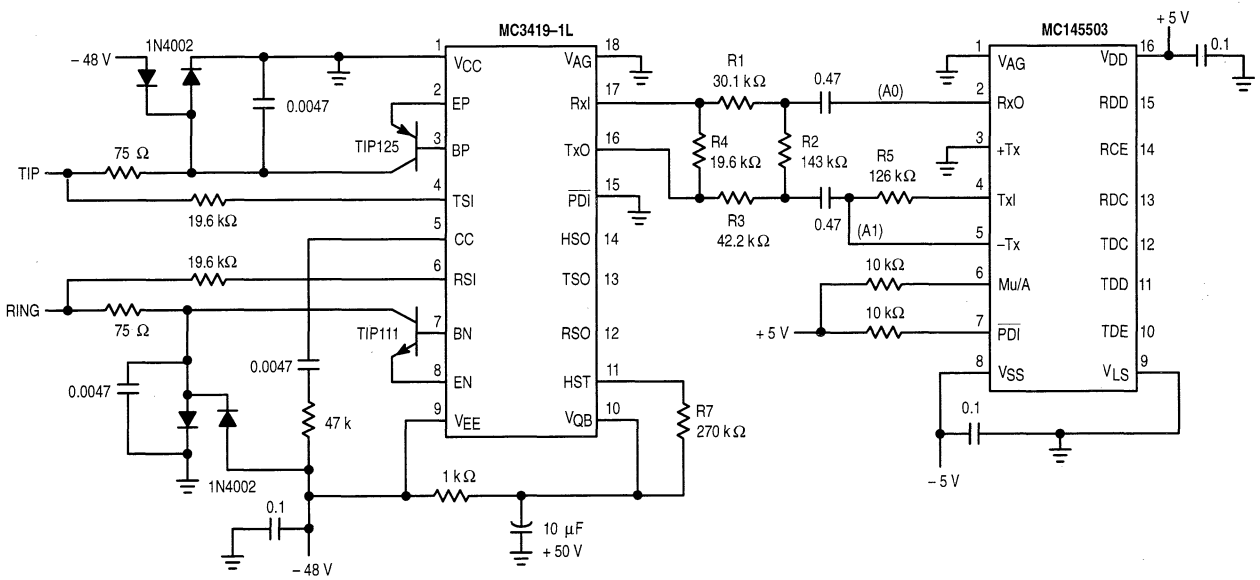 MC3419–1L
MC145503
+ 5 V
– 48 V
1N4002
0.0047
75 Ω
TIP
TIP125
19.6 kΩ
19.6 kΩ
RING
75 Ω
TIP111
0.0047
0.0047
47 k
1N4002
0.1
– 48 V
1 kΩ
10 μF
+ 50 V
1
VCC
2
EP
3
BP
4
TSI
5
CC
6
RSI
7
BN
8
EN
9
VEE
VAG
18
RxI
17
TxO
16
PDI
15
HSO
14
TSO
13
RSO
12
HST
11
VQB
10
R7
270 kΩ
R1
30.1 kΩ
R4
19.6 kΩ
R2
143 kΩ
R3
42.2 kΩ
0.47
(A0)
0.47
(A1)
R5
126 kΩ
10 kΩ
10 kΩ
+ 5 V
0.1
– 5 V
1
VAG
2
RxO
3
+Tx
4
TxI
5
–Tx
6
Mu/A
7
PDI
8
VSS
VDD
16
0.1
RDD
15
RCE
14
RDC
13
TDC
12
TDD
11
TDE
10
VLS
9